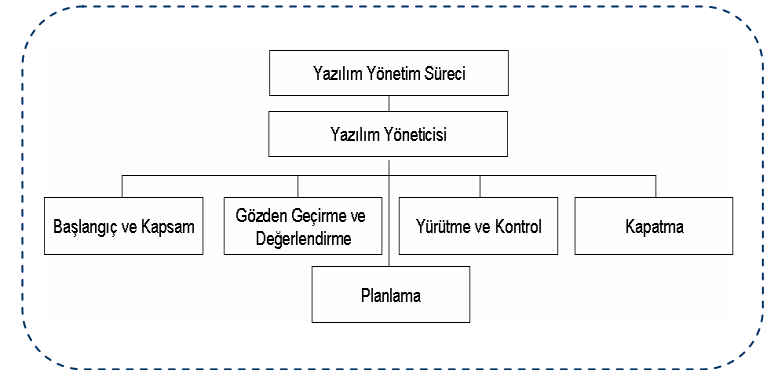 Yazılım Yönetim Süreci
Yazılım Yöneticisi
Başlangıç ve Kapsam
Gözden Geçirme ve
Değerlendirme
Yürütme ve Kontrol
Kapatma
Planlama